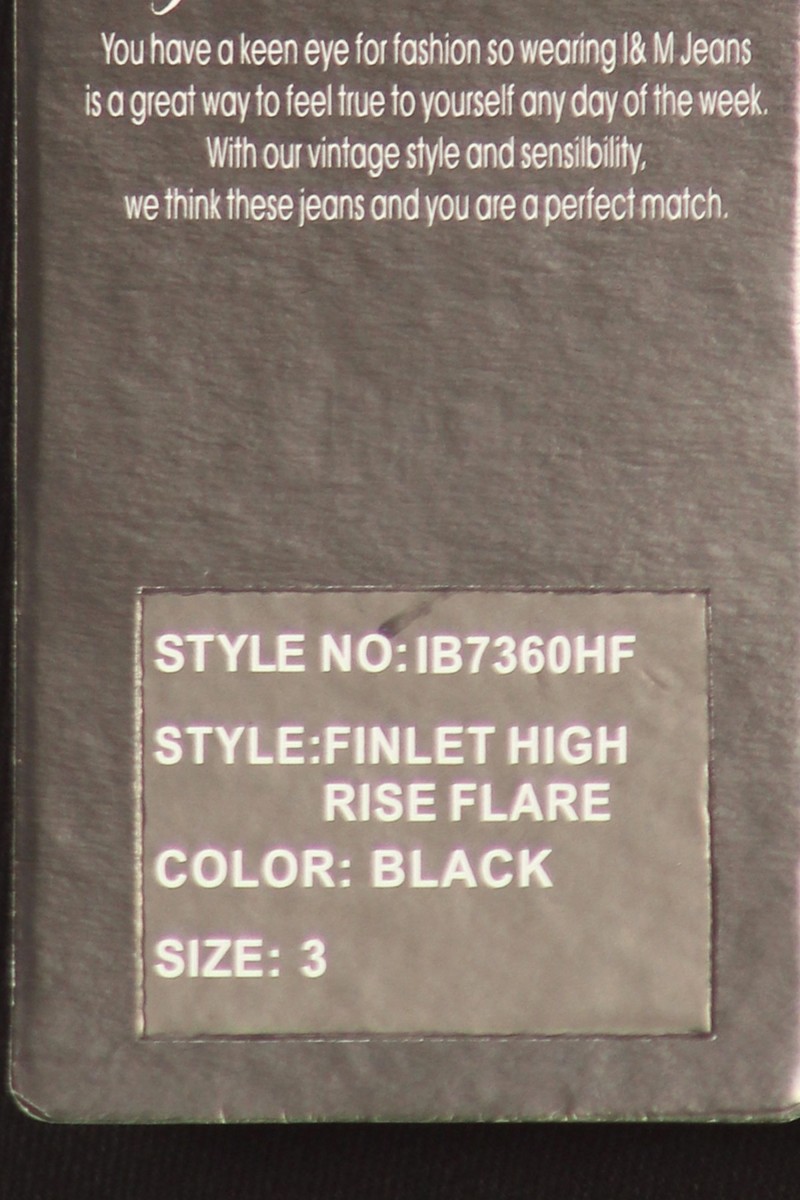 You have a keen eye for fashion so wearing I& M Jeans
is a great way to feel true to yourself any day of the week.
With our vintage style and sensilbility,
we think these jeans and you are a perfect match.
STYLE NO:IB7360HF
STYLE:FINLET HIGH
RISE FLARE
COLOR: BLACK
SIZE: 3